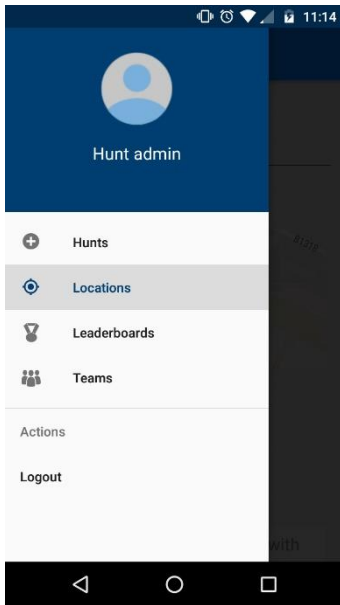 11:14
Hunt admin
Hunts
Locations
Leaderboards
Teams
Actions
Logout
with